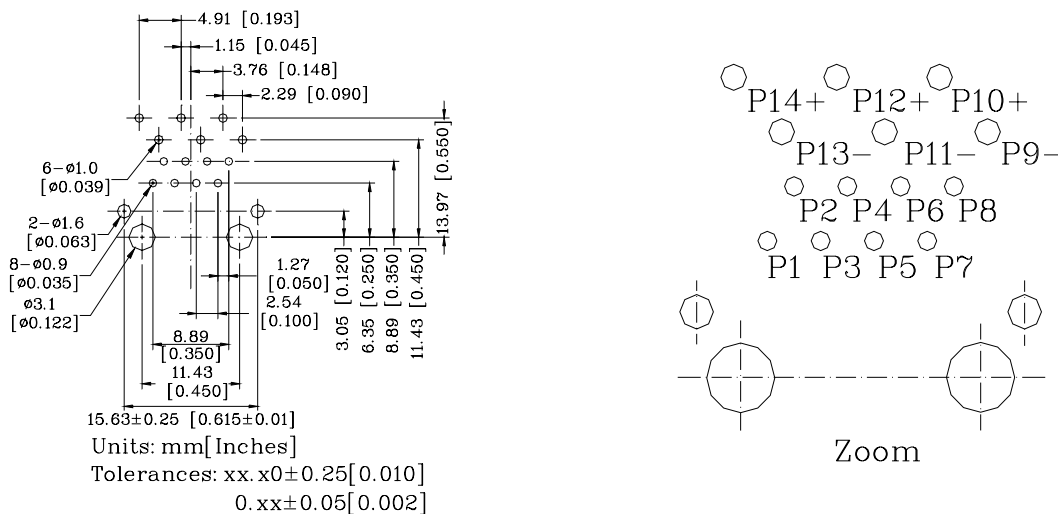 4.91 [0.193]
1.15 [0.045]
3.76 [0.148]
2.29 [0.090]
6-ø1.0
[ø0.039]
2-ø1.6
[ø0.063]
8-ø0.9
[ø0.035]
ø3.1
[ø0.122]
13.97 [0.550]
1.27
[0.050]
2.54
[0.100]
3.05 [0.120]
6.35 [0.250]
8.89 [0.350]
11.43 [0.450]
8.89
[0.350]
11.43
[0.450]
15.63±0.25 [0.615±0.01]
Units: mm[Inches]
Tolerances: xx.x0±0.25[0.010]
0.xx±0.05[0.002]
P14+ P12+ P10+
P13- P11- P9-
P2 P4 P6 P8
P1 P3 P5 P7
Zoom